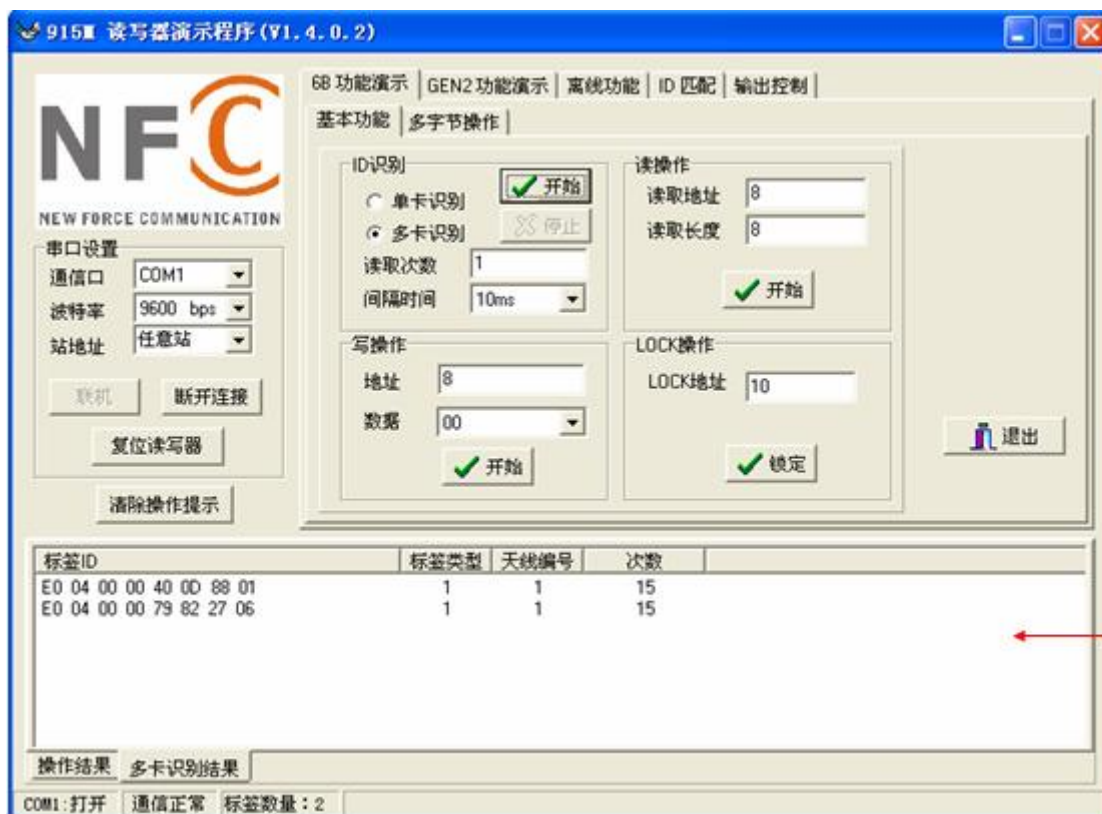 915M 读写器演示程序(V1.4.0.2)
NFC
NEW FORCE COMMUNICATION
6B 功能演示 GEN2功能演示 离线功能 ID 匹配 输出控制
基本功能 多字节操作
ID识别
开始
单卡识别
多卡识别
停止
读取次数 1
间隔时间 10ms
读操作
读取地址 8
读取长度 8
开始
串口设置
通信口 COM1
波特率 9600 bps
站地址 任意站
联机 断开连接
复位读写器
清除操作提示
写操作
地址 8
数据 00
开始
LOCK操作
LOCK地址 10
锁定
退出
标签ID 标签类型 天线编号 次数
E0 04 00 00 40 0D 88 01 1 1 15
E0 04 00 00 79 82 27 06 1 1 15
操作结果 多卡识别结果
COM1:打开 通信正常 标签数量：2